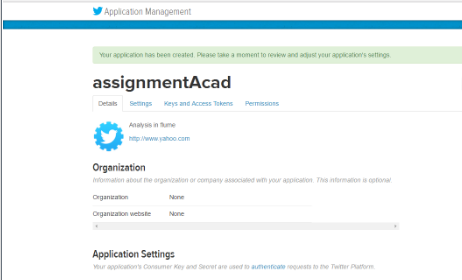 Application Management
Your application has been created. Please take a moment to review and adjust your application's settings.
assignmentAcad
Details Settings Keys and Access Tokens Permissions
Analysis in flume
http://www.yahoo.com
Organization
Information about the organization or company associated with your application. This information is optional.
Organization None
Organization website None
Application Settings
Your application's Consumer Key and Secret are used to authenticate requests to the Twitter Platform.